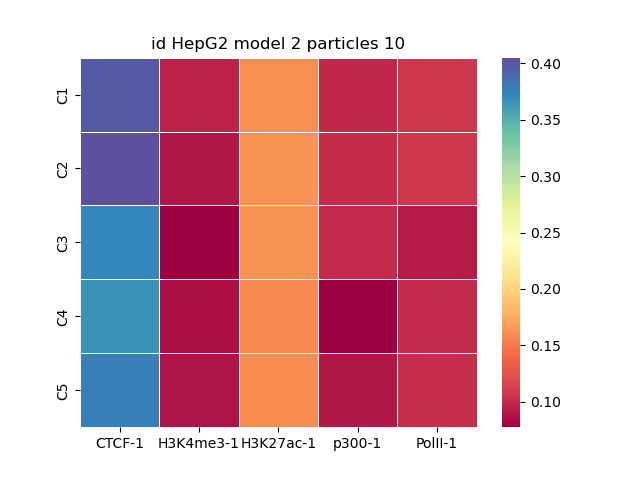 id HepG2 model 2 particles 10
C1
C2
C3
C4
C5
CTCF-1 H3K4me3-1 H3K27ac-1 p300-1 PolII-1
0.40
0.35
0.30
0.25
0.20
0.15
0.10